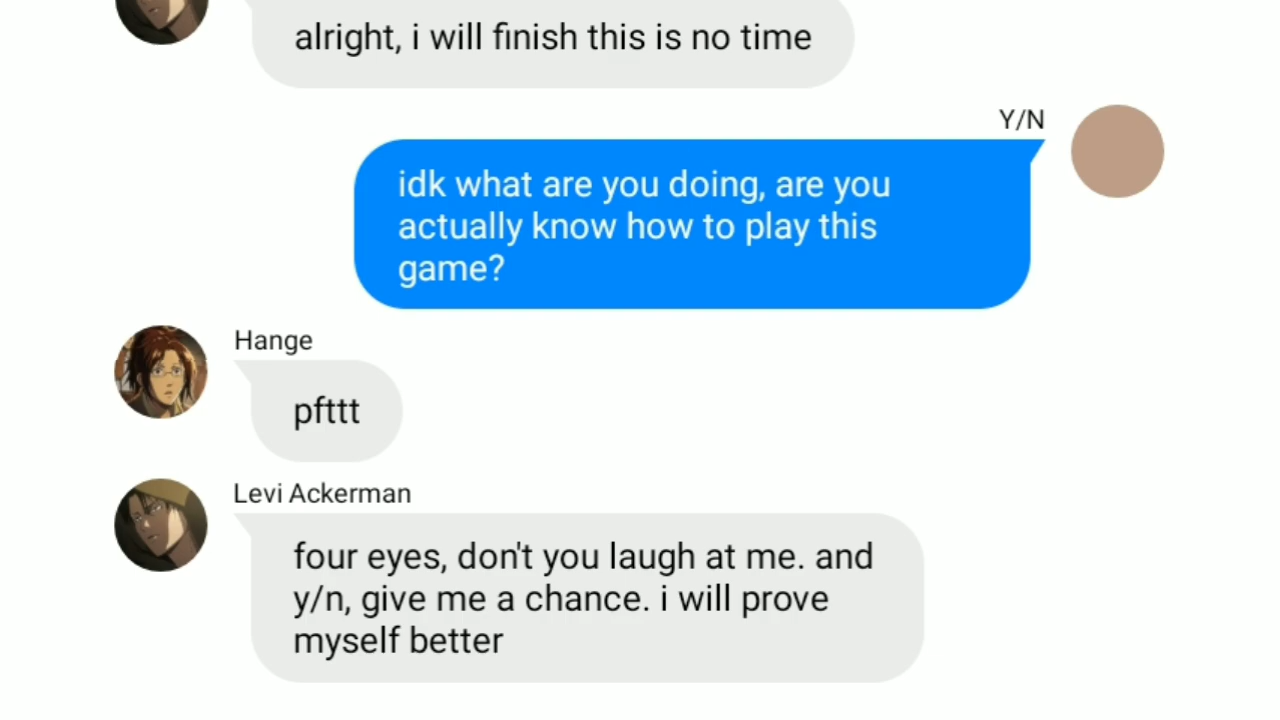 alright, i will finish this is no time
Y/N
idk what are you doing, are you
actually know how to play this
game?
Hange
pfttt
Levi Ackerman
four eyes, don't you laugh at me. and
y/n, give me a chance. i will prove
myself better